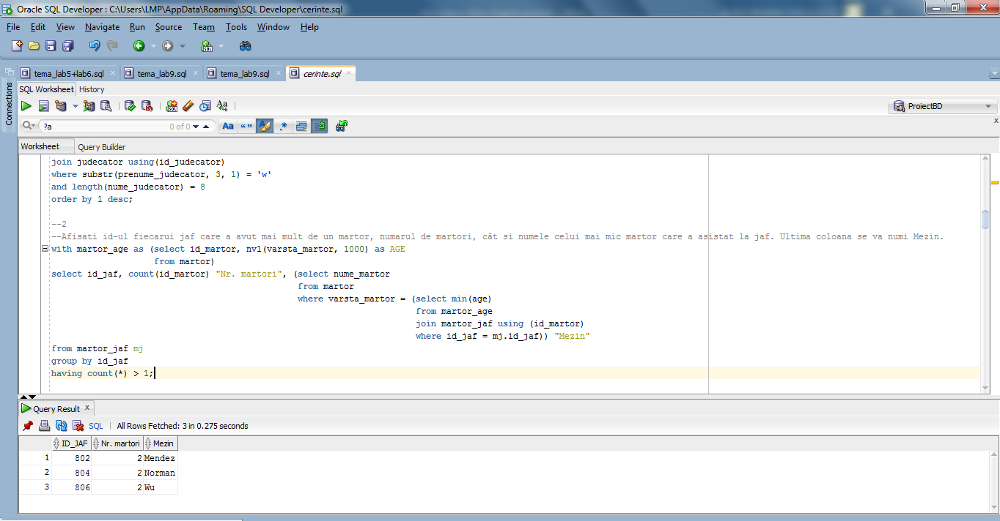 Oracle SQL Developer : C:\Users\LMP\AppData\Roaming\SQL Developer\cerinte.sql
File Edit View Navigate Run Source Team Tools Window Help
tema_lab5+lab6.sql tema_lab9.sql tema_lab9.sql cerinte.sql
Connections
SQL Worksheet History
ProiectBD
?a 0 of 0 Aa
Worksheet Query Builder
join judecator using(id_judecator)
where substr(prenume_judecator, 3, 1) = 'w'
and length(nume_judecator) = 8
order by 1 desc;
--2
--Afisati id-ul fiecarui jaf care a avut mai mult de un martor, numarul de martori, cât si numele celui mai mic martor care a asistat la jaf. Ultima coloana se va numi Mezin.
with martor_age as (select id_martor, nvl(varsta_martor, 1000) as AGE
from martor)
select id_jaf, count(id_martor) "Nr. martori", (select nume_martor
from martor
where varsta_martor = (select min(age)
from martor_age
join martor_jaf using (id_martor)
where id_jaf = mj.id_jaf)) "Mezin"
from martor_jaf mj
group by id_jaf
having count(*) > 1;
Query Result
SQL | All Rows Fetched: 3 in 0.275 seconds
ID_JAF Nr. martori Mezin
1 802 2 Mendez
2 804 2 Norman
3 806 2 Wu